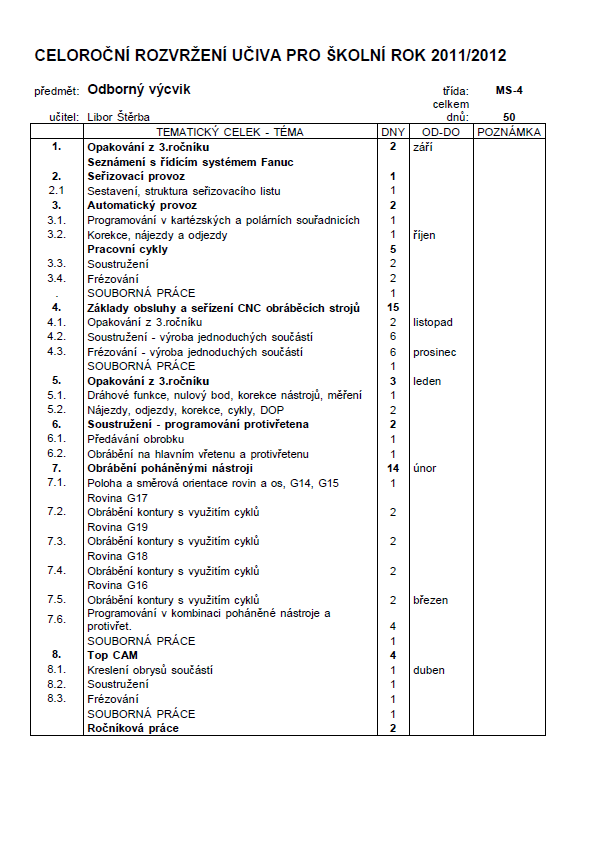 CELOROČNÍ ROZVRŽENÍ UČIVA PRO ŠKOLNÍ ROK 2011/2012
předmět: Odborný výcvik třída: MS-4
celkem
učitel: Libor Štěrba dnů: 50
TEMATICKÝ CELEK - TÉMA DNY OD-DO POZNÁMKA
1. Opakování z 3.ročníku 2 září
Seznámení s řídícím systémem Fanuc
2. Seřizovací provoz 1
2.1 Sestavení, struktura seřizovacího listu 1
3. Automatický provoz 2
3.1. Programování v kartézských a polárních souřadnicích 1
3.2. Korekce, nájezdy a odjezdy 1 říjen
Pracovní cykly 5
3.3. Soustružení 2
3.4. Frézování 2
. SOUBORNÁ PRÁCE 1
4. Základy obsluhy a seřízení CNC obráběcích strojů 15
4.1. Opakování z 3.ročníku 2 listopad
4.2. Soustružení - výroba jednoduchých součástí 6
4.3. Frézování - výroba jednoduchých součástí 6 prosinec
SOUBORNÁ PRÁCE 1
5. Opakování z 3.ročníku 3 leden
5.1. Dráhové funkce, nulový bod, korekce nástrojů, měření 1
5.2. Nájezdy, odjezdy, korekce, cykly, DOP 2
6. Soustružení - programování protivřetena 2
6.1. Předávání obrobku 1
6.2. Obrábění na hlavním vřetenu a protivřetenu 1
7. Obrábění poháněnými nástroji 14 únor
7.1. Poloha a směrová orientace rovin a os, G14, G15 1
Rovina G17
7.2. Obrábění kontury s využitím cyklů 2
Rovina G19
7.3. Obrábění kontury s využitím cyklů 2
Rovina G18
7.4. Obrábění kontury s využitím cyklů 2
Rovina G16
7.5. Obrábění kontury s využitím cyklů 2 březen
7.6. Programování v kombinaci poháněné nástroje a
protivřet. 4
SOUBORNÁ PRÁCE 1
8. Top CAM 4
8.1. Kreslení obrysů součástí 1 duben
8.2. Soustružení 1
8.3. Frézování 1
SOUBORNÁ PRÁCE 1
Ročníková práce 2